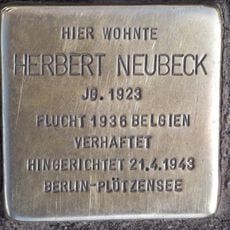 HIER WOHNTE
HERBERT NEUBECK
JG. 1923
FLUCHT 1936 BELGIEN
VERHAFTET
HINGERICHTET 21.4.1943
BERLIN-PLÖTZENSEE